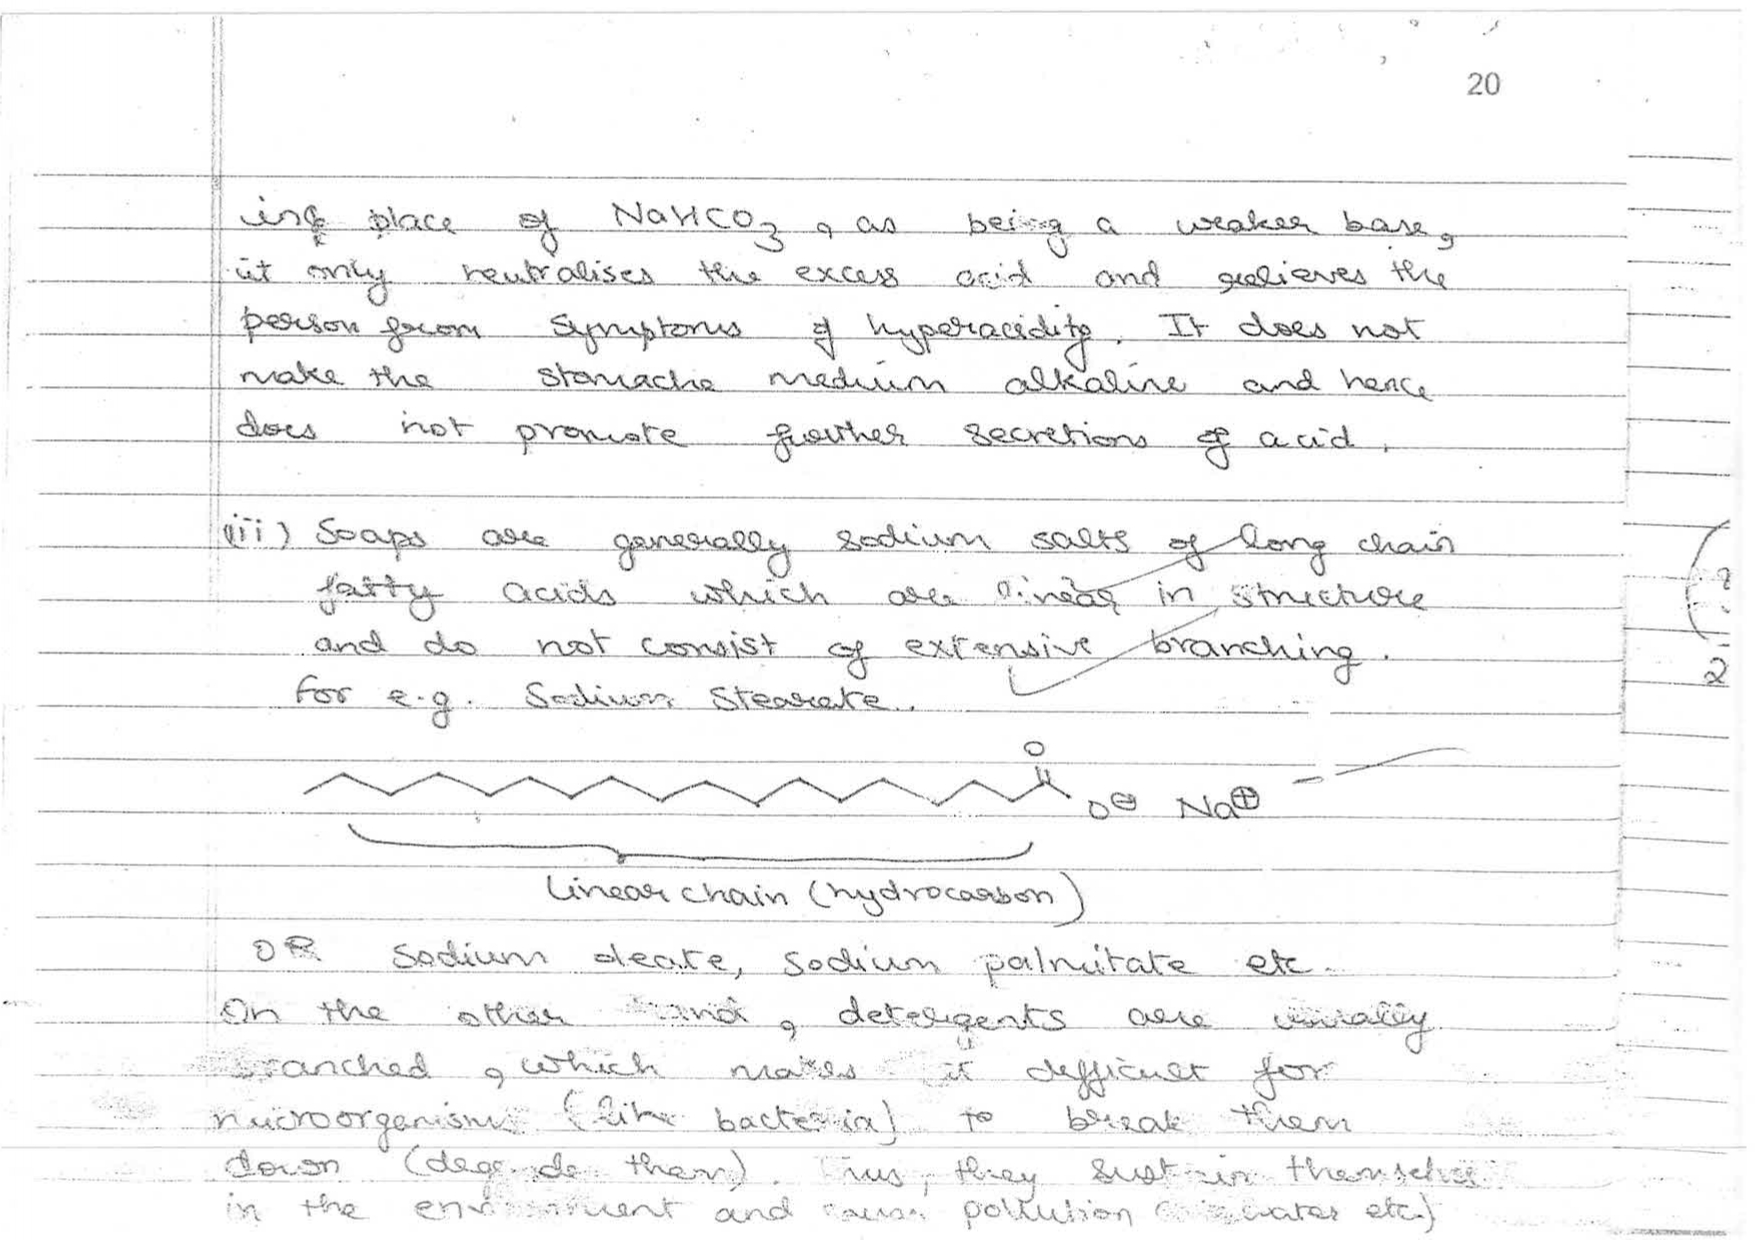 20
in place of NaHCO3, as being a weaker base,
it only neutralises the excess acid and relieves the
person from symptoms of hyperacidity. It does not
make the stomache medium alkaline and hence
does not promote further secretions of acid.
(iii) Soaps are generally sodium salts of long chain
fatty acids which are linear in structure
and do not consist of extensive branching.
For e.g. Sodium Stearate.
O
O⊖ Na⊕
Linear chain (hydrocarbon)
OR Sodium oleate, sodium palmitate etc.
On the other hand, detergents are usually
branched, which makes it difficult for
microorganisms (like bacteria) to break them
down (degrade them). Thus, they sustain themselves
in the environment and cause pollution water etc.)
2